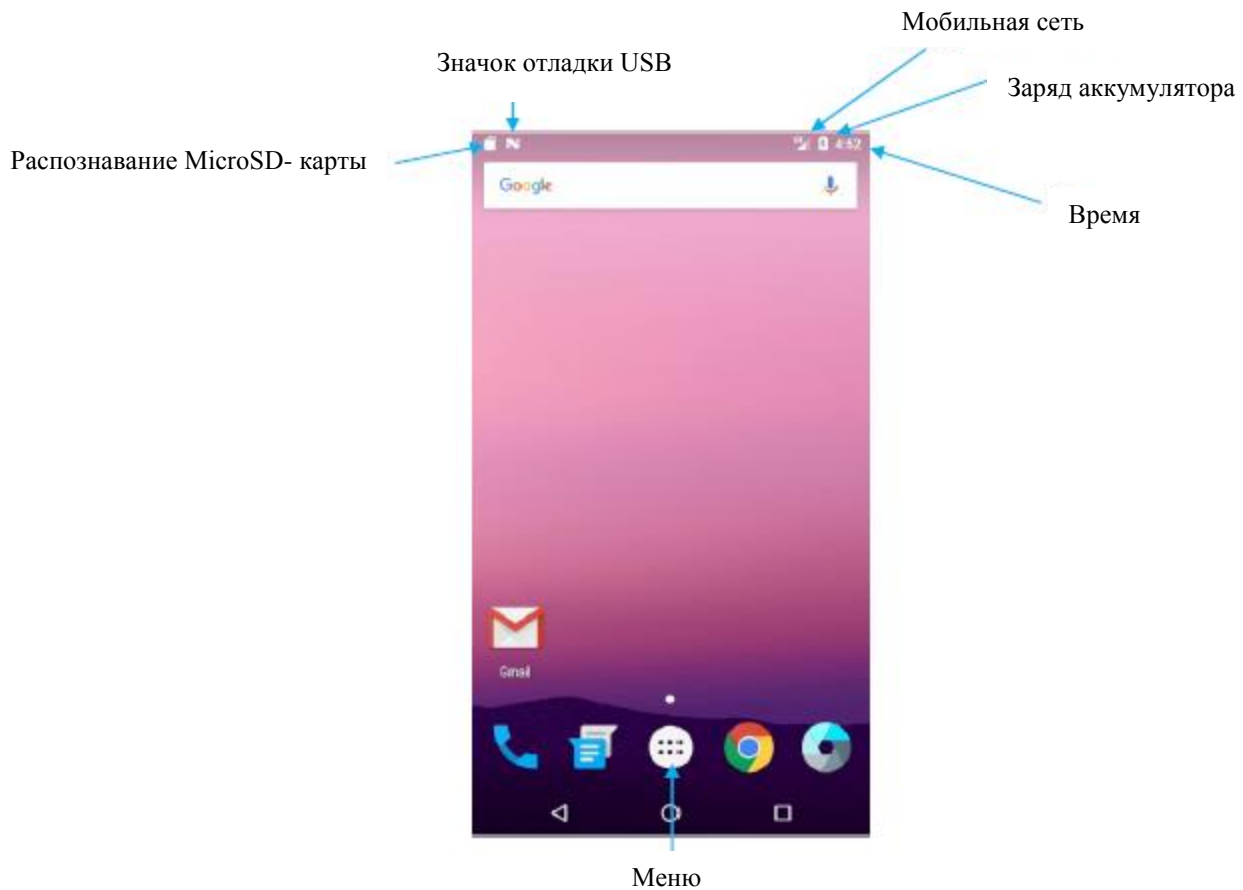 Мобильная сеть
Значок отладки USB
Заряд аккумулятора
Распознавание MicroSD- карты
4:52
Google
Время
Gmail
Меню